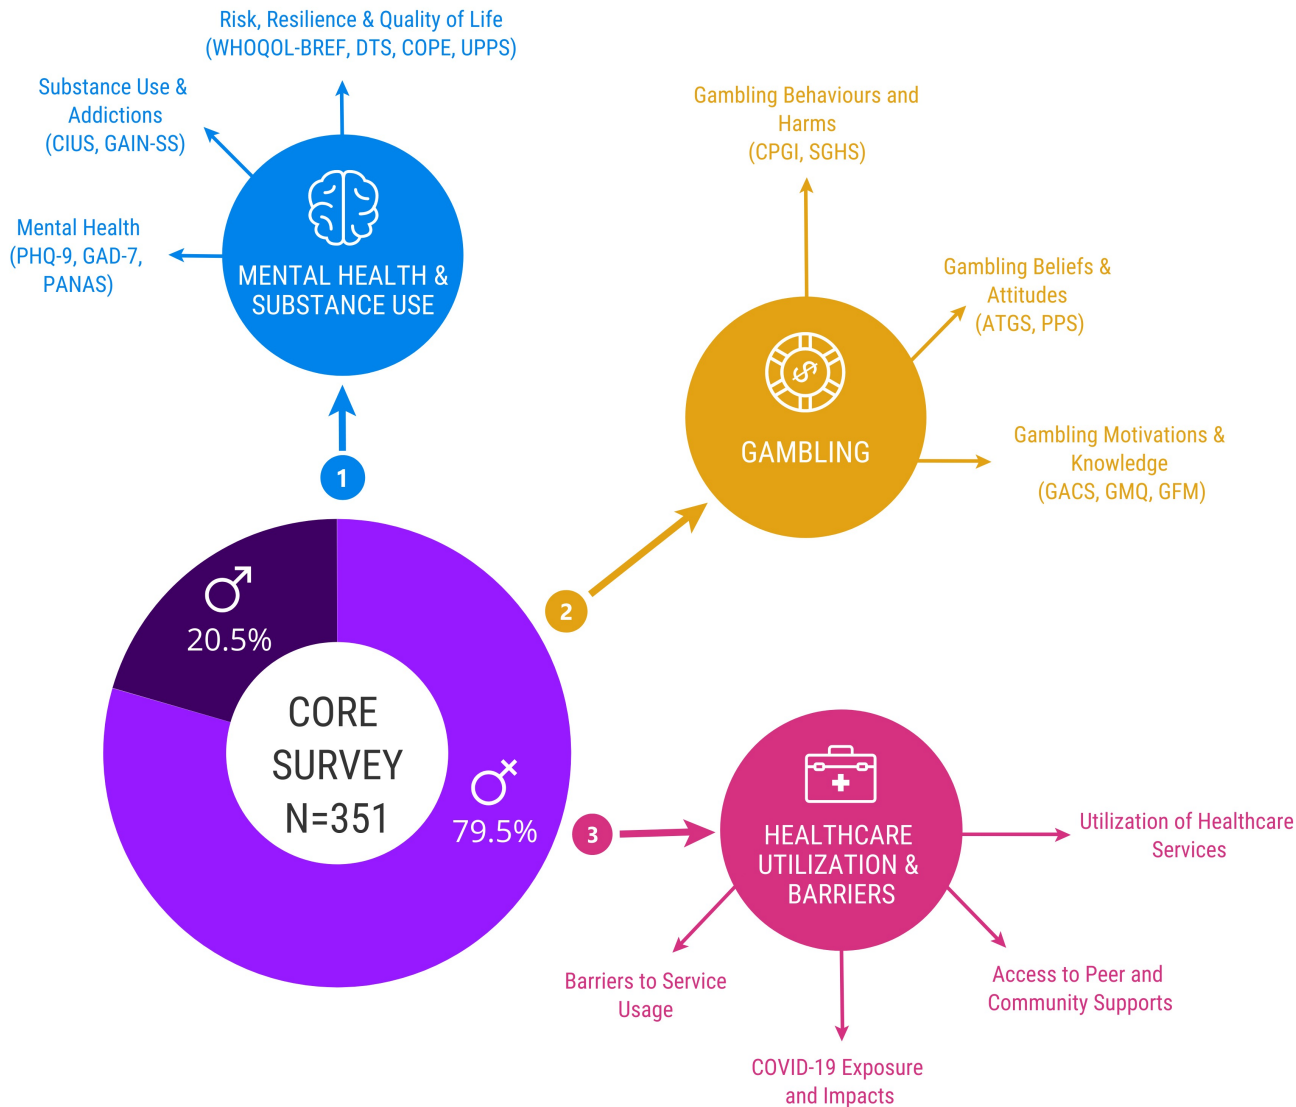 Risk, Resilience & Quality of Life
(WHOQOL-BREF, DTS, COPE, UPPS)
Substance Use &
Addictions
(CIUS, GAIN-SS)
Mental Health
(PHQ-9, GAD-7,
PANAS)
MENTAL HEALTH &
SUBSTANCE USE
1
Gambling Behaviours and
Harms
(CPGI, SGHS)
Gambling Beliefs &
Attitudes
(ATGS, PPS)
Gambling Motivations &
Knowledge
(GACS, GMQ, GFM)
GAMBLING
2
20.5%
CORE
SURVEY
N=351
79.5%
3
HEALTHCARE
UTILIZATION &
BARRIERS
Utilization of Healthcare
Services
Access to Peer and
Community Supports
Barriers to Service
Usage
COVID-19 Exposure
and Impacts